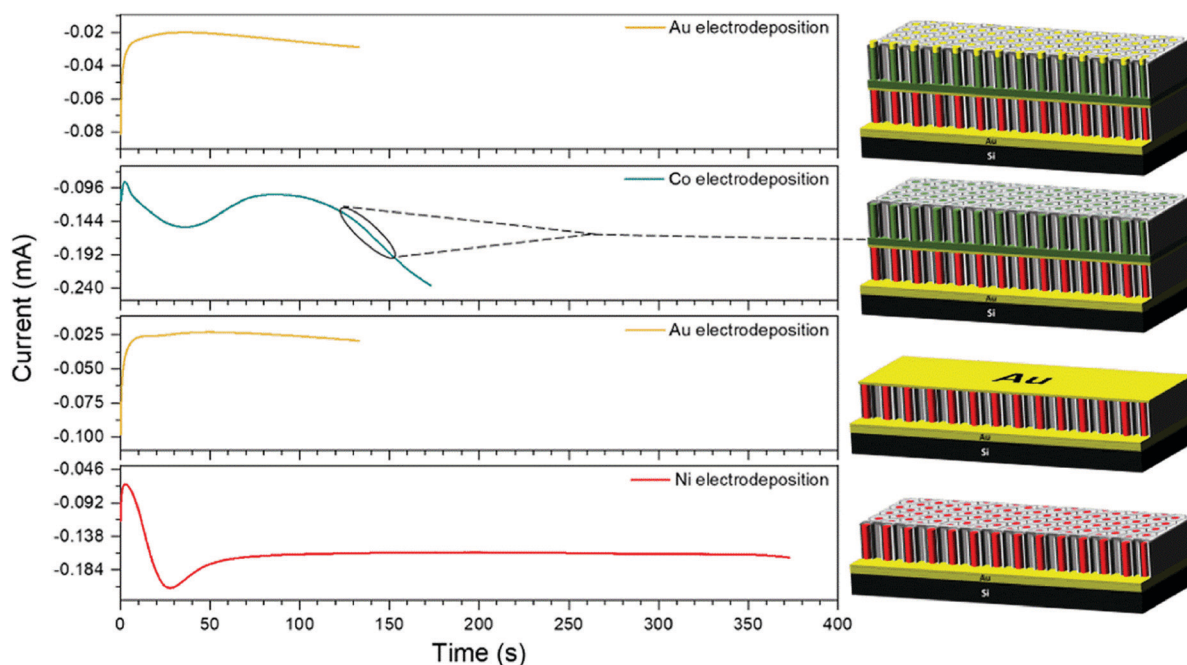 -0.02
-0.04
-0.06
-0.08
Au electrodeposition
Au
Si
-0.096
-0.144
-0.192
-0.240
Co electrodeposition
Au
Si
Current (mA)
-0.025
-0.050
-0.075
-0.100
Au electrodeposition
Au
Au
Si
-0.046
-0.092
-0.138
-0.184
Ni electrodeposition
Au
Si
0 50 100 150 200 250 300 350 400
Time (s)